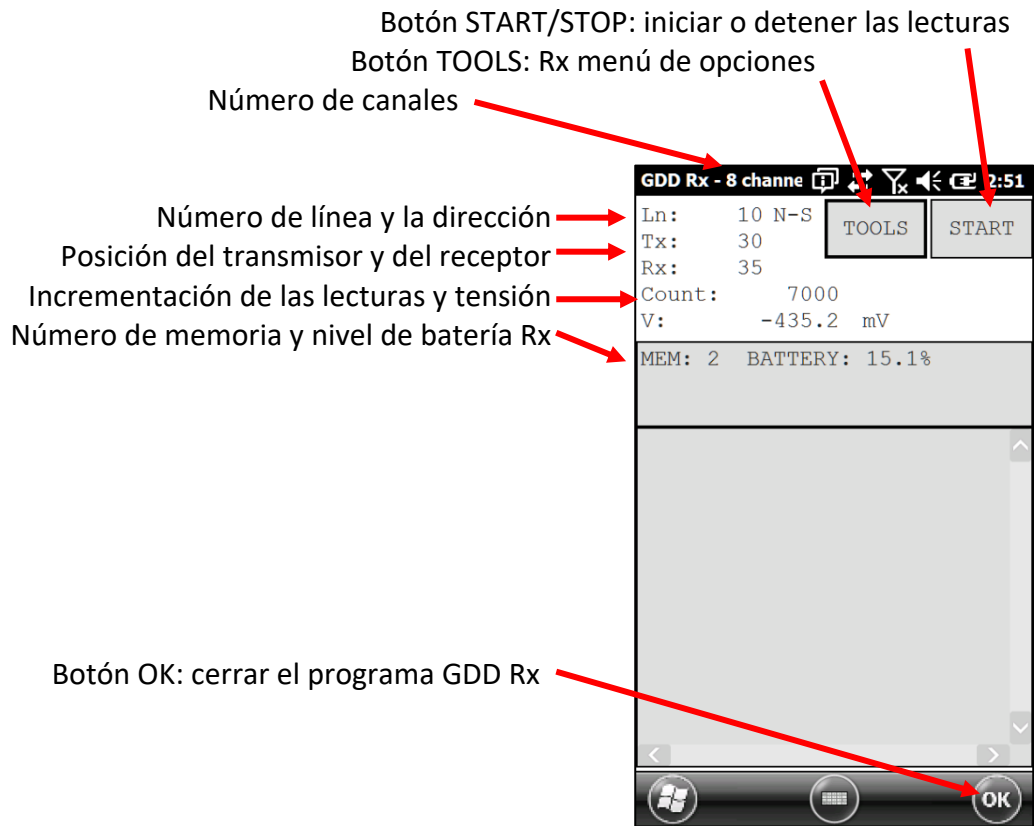 Botón START/STOP: iniciar o detener las lecturas
Botón TOOLS: Rx menú de opciones
Número de canales
GDD Rx - 8 channe 2:51
Número de línea y la dirección
Ln: 10 N-S
TOOLS
START
Posición del transmisor y del receptor
Tx: 30
Rx: 35
Incrementación de las lecturas y tensión
Count: 7000
V: -435.2 mV
Número de memoria y nivel de batería Rx
MEM: 2 BATTERY: 15.1%
Botón OK: cerrar el programa GDD Rx
OK